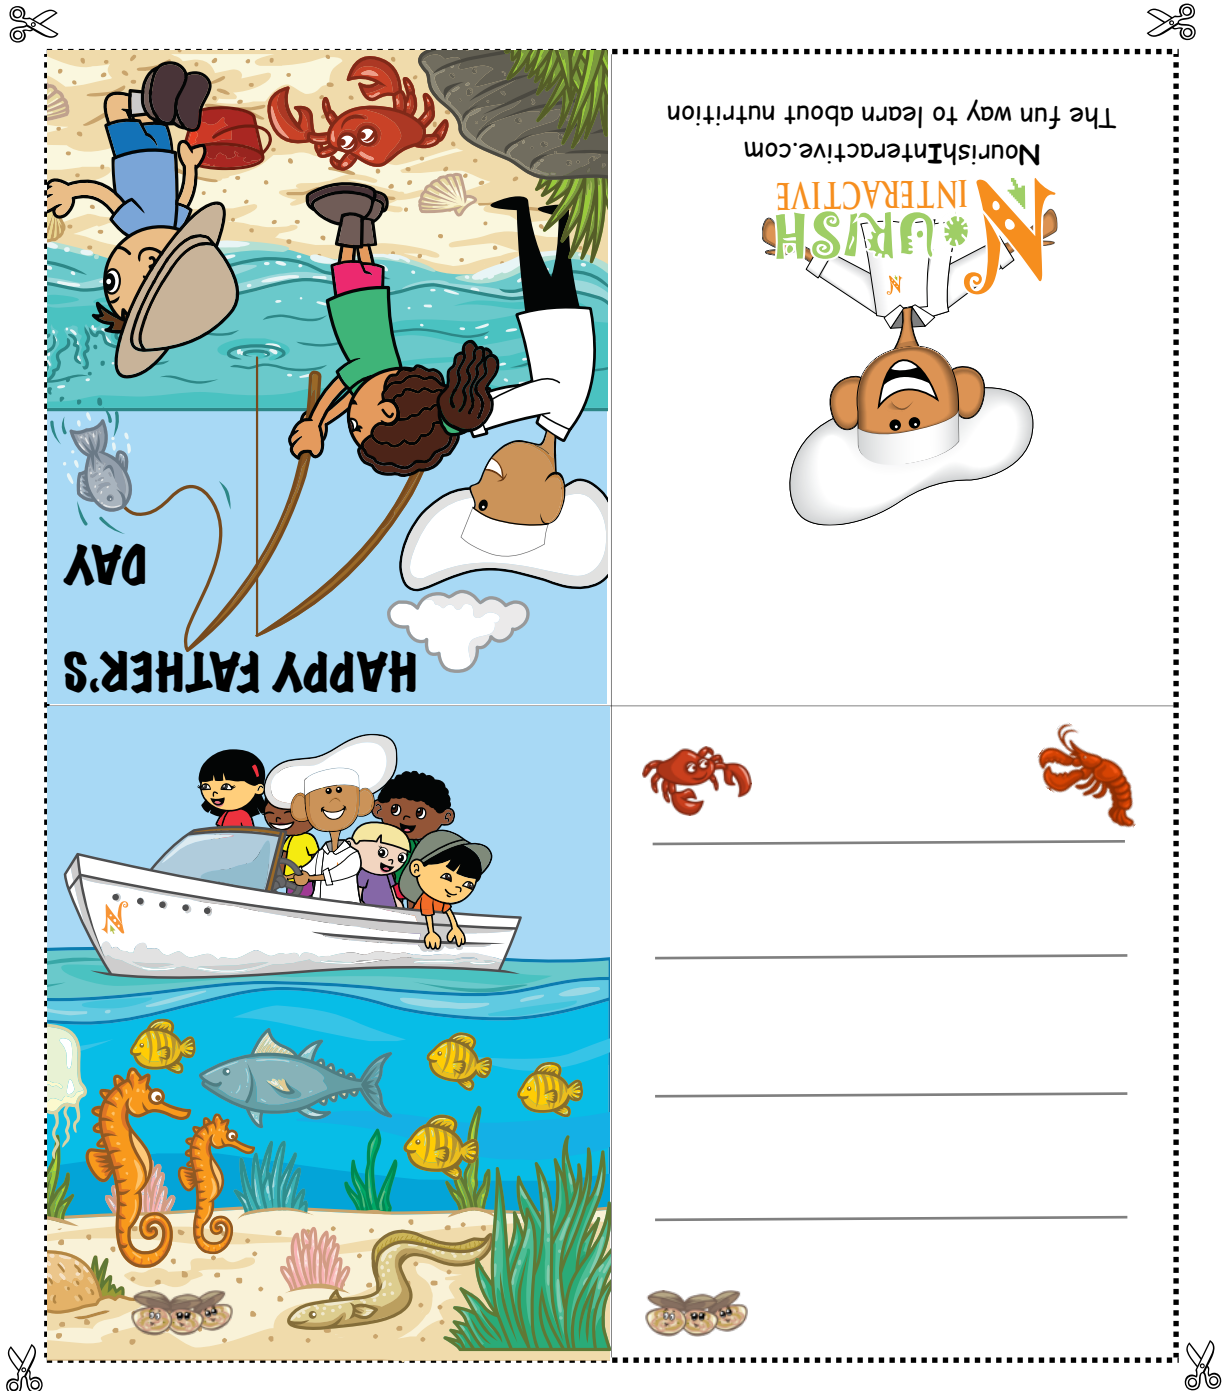 HAPPY FATHER'S
DAY
NOURISH
INTERACTIVE
NourishInteractive.com
The fun way to learn about nutrition
N
N